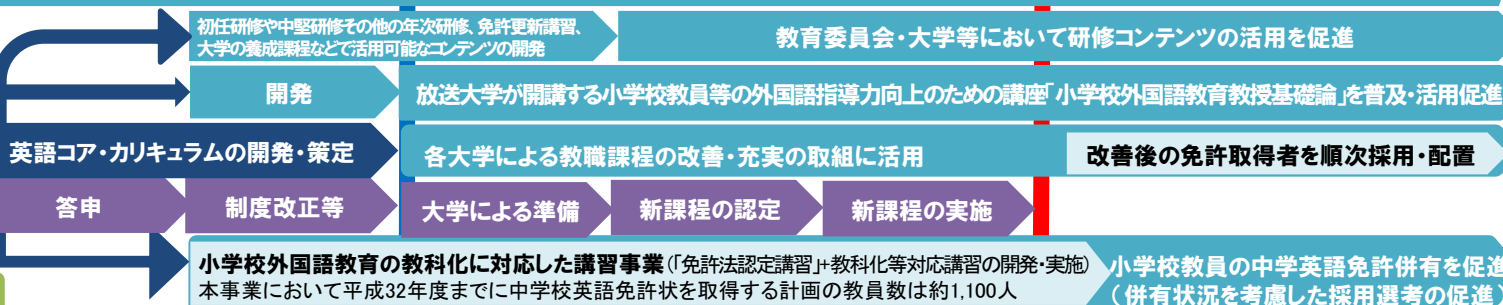 初任研修や中堅研修その他の年次研修、免許更新講習、
大学の養成課程などで活用可能なコンテンツの開発
教育委員会・大学等において研修コンテンツの活用を促進
開発
放送大学が開講する小学校教員等の外国語指導力向上のための講座「小学校外国語教育教授基礎論」を普及・活用促進
英語コア・カリキュラムの開発・策定
各大学による教職課程の改善・充実の取組に活用
改善後の免許取得者を順次採用・配置
答申
制度改正等
大学による準備
新課程の認定
新課程の実施
小学校外国語教育の教科化に対応した講習事業(「免許法認定講習」+教科化等対応講習の開発・実施)
本事業において平成32年度までに中学校英語免許状を取得する計画の教員数は約1,100人
小学校教員の中学英語免許併有を促進
(併有状況を考慮した採用選考の促進)